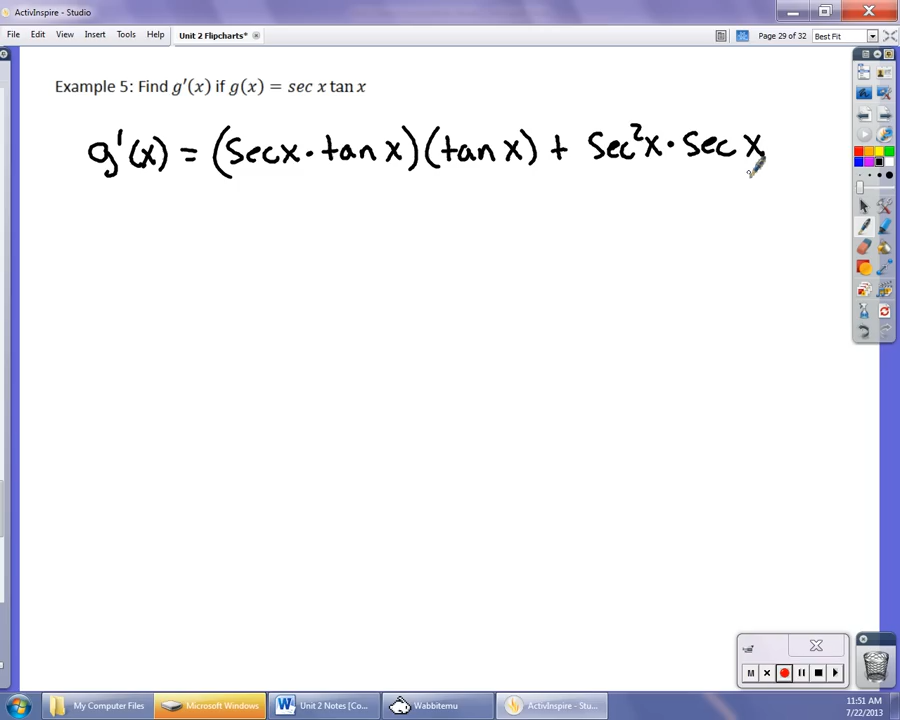 ActivInspire - Studio
File Edit View Insert Tools Help Unit 2 Flipcharts* Page 29 of 32 Best Fit
Example 5: Find g′(x) if g(x) = sec x tan x
g'(x) = (secx · tan x)(tan x) + sec²x · sec x
M
My Computer Files Microsoft Windows Unit 2 Notes [Co... Wabbitemu ActivInspire - Stu... 11:51 AM
7/22/2013